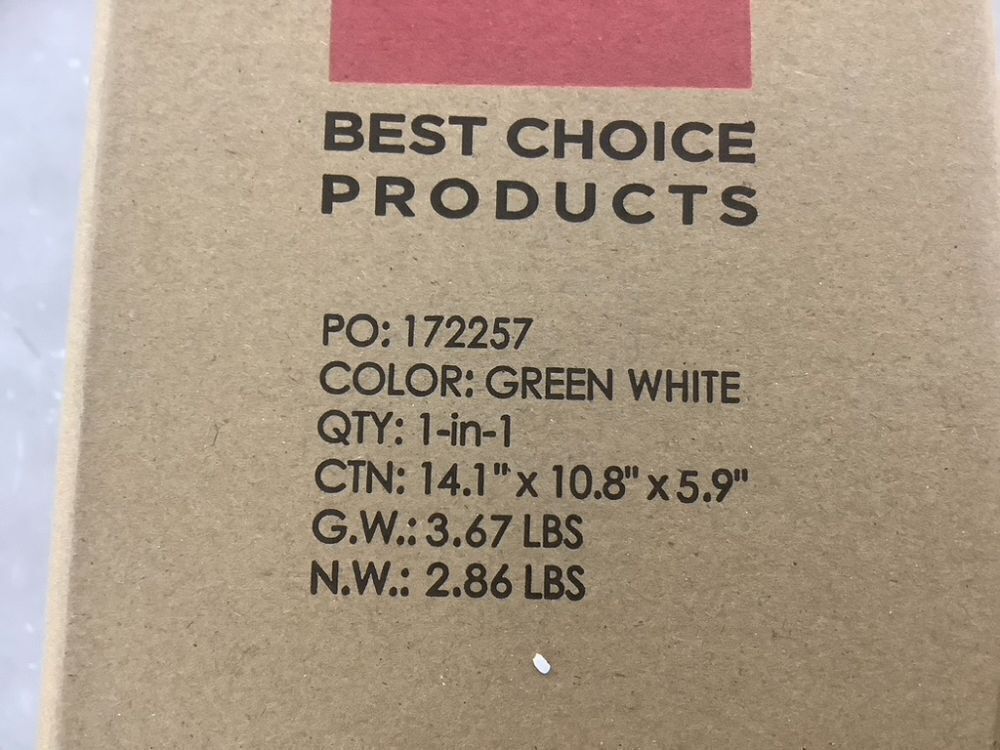 BEST CHOICE
PRODUCTS
PO: 172257
COLOR: GREEN WHITE
QTY: 1-in-1
CTN: 14.1" x 10.8" x 5.9"
G.W.: 3.67 LBS
N.W.: 2.86 LBS